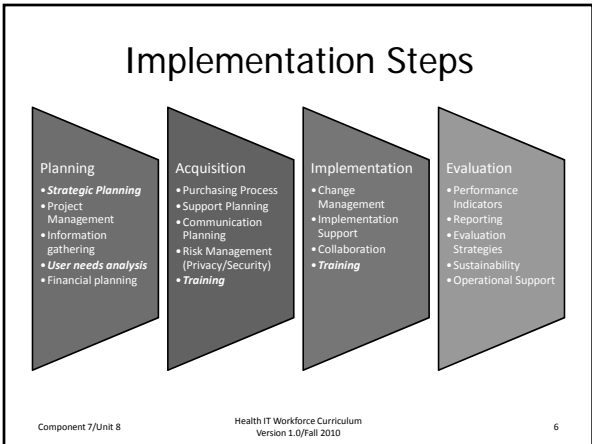 Implementation Steps
Planning
• Strategic Planning
• Project
Management
• Information
gathering
• User needs analysis
• Financial planning
Acquisition
• Purchasing Process
• Support Planning
• Communication
Planning
• Risk Management
(Privacy/Security)
• Training
Implementation
• Change
Management
• Implementation
Support
• Collaboration
• Training
Evaluation
• Performance
Indicators
• Reporting
• Evaluation
Strategies
• Sustainability
• Operational Support
Component 7/Unit 8
Health IT Workforce Curriculum
Version 1.0/Fall 2010
6